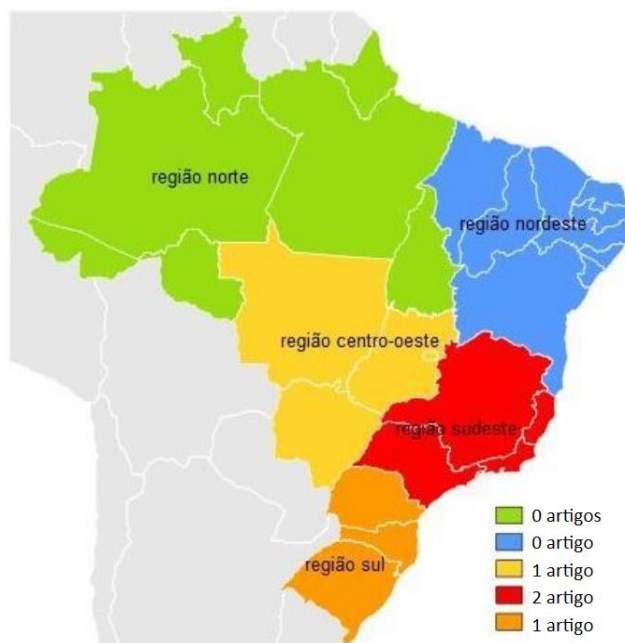 região norte
região nordeste
região centro-oeste
região sudeste
região sul
0 artigos
0 artigo
1 artigo
2 artigo
1 artigo